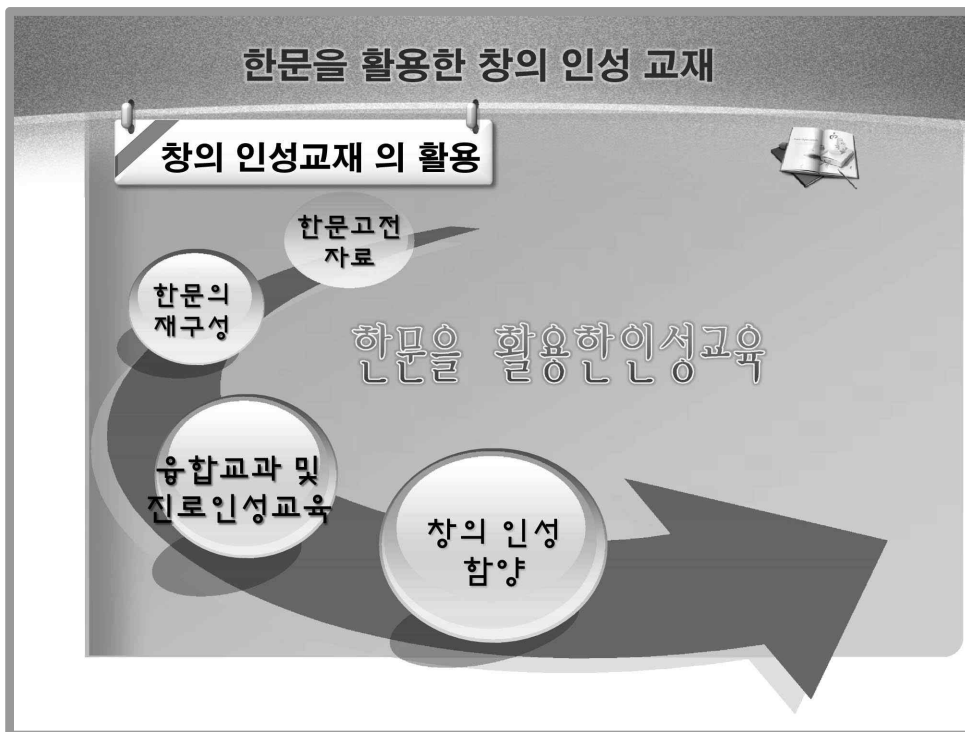 한문을 활용한 창의 인성 교재
창의 인성교재 의 활용
한문고전
자료
한문의
재구성
한문을 활용한인성교육
융합교과 및
진로인성교육
창의 인성
함양